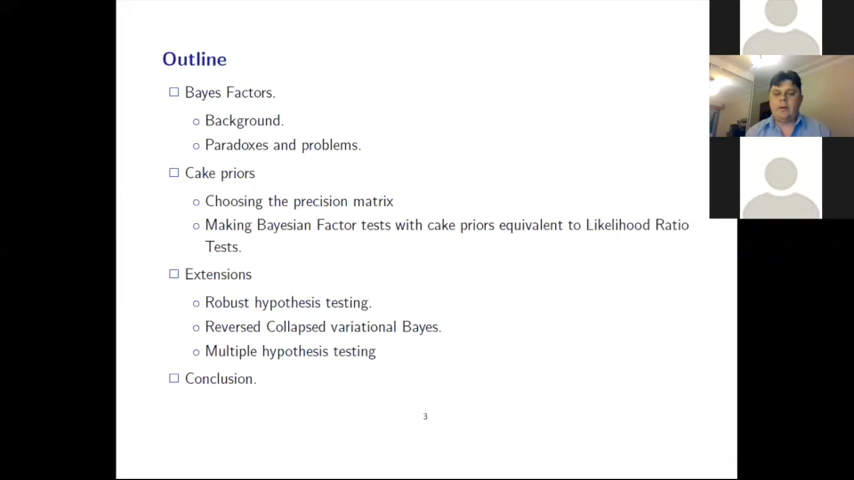 Outline
Bayes Factors.
Background.
Paradoxes and problems.
Cake priors
Choosing the precision matrix
Making Bayesian Factor tests with cake priors equivalent to Likelihood Ratio
Tests.
Extensions
Robust hypothesis testing.
Reversed Collapsed variational Bayes.
Multiple hypothesis testing
Conclusion.
3